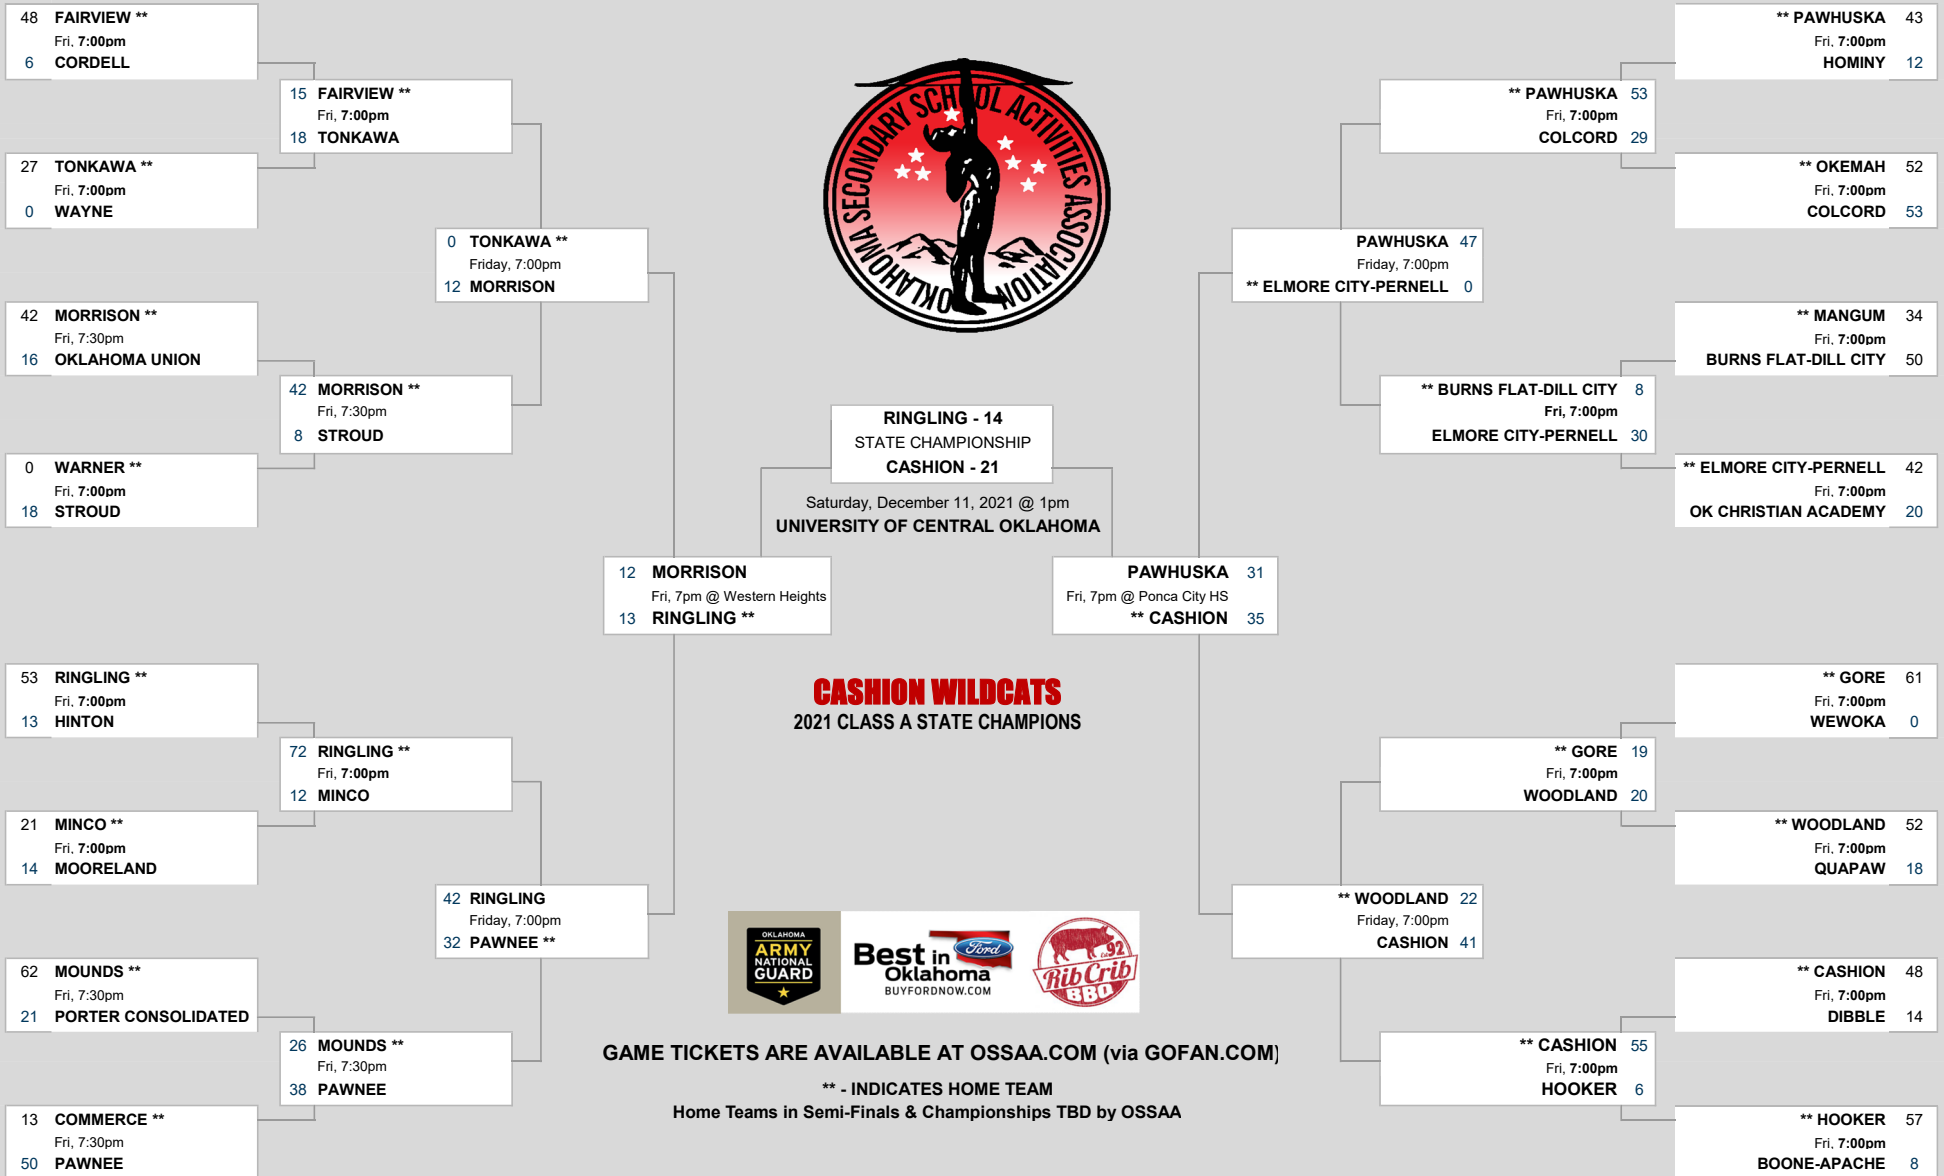 48 FAIRVIEW **
Fri, 7:00pm
6 CORDELL
27 TONKAWA **
Fri, 7:00pm
0 WAYNE
42 MORRISON **
Fri, 7:30pm
16 OKLAHOMA UNION
0 WARNER **
Fri, 7:00pm
18 STROUD
53 RINGLING **
Fri, 7:00pm
13 HINTON
21 MINCO **
Fri, 7:00pm
14 MOORELAND
62 MOUNDS **
Fri, 7:30pm
21 PORTER CONSOLIDATED
13 COMMERCE **
Fri, 7:30pm
50 PAWNEE
15 FAIRVIEW **
Fri, 7:00pm
18 TONKAWA
42 MORRISON **
Fri, 7:30pm
8 STROUD
72 RINGLING **
Fri, 7:00pm
12 MINCO
26 MOUNDS **
Fri, 7:30pm
38 PAWNEE
0 TONKAWA **
Friday, 7:00pm
12 MORRISON
42 RINGLING
Friday, 7:00pm
32 PAWNEE **
12 MORRISON
Fri, 7pm @ Western Heights
13 RINGLING **
OKLAHOMA SECONDARY SCHOOL ACTIVITIES ASSOCIATION
RINGLING - 14
STATE CHAMPIONSHIP
CASHION - 21
Saturday, December 11, 2021 @ 1pm
UNIVERSITY OF CENTRAL OKLAHOMA
PAWHUSKA 31
Fri, 7pm @ Ponca City HS
** CASHION 35
CASHION WILDCATS
2021 CLASS A STATE CHAMPIONS
OKLAHOMA
ARMY
NATIONAL
GUARD
Best in
Oklahoma
BUYFORDNOW.COM
Ford
92
Rib Crib
BBQ
GAME TICKETS ARE AVAILABLE AT OSSAA.COM (via GOFAN.COM)
** - INDICATES HOME TEAM
Home Teams in Semi-Finals & Championships TBD by OSSAA
PAWHUSKA 47
Friday, 7:00pm
** ELMORE CITY-PERNELL 0
** WOODLAND 22
Friday, 7:00pm
CASHION 41
** PAWHUSKA 53
Fri, 7:00pm
COLCORD 29
** BURNS FLAT-DILL CITY 8
Fri, 7:00pm
ELMORE CITY-PERNELL 30
** GORE 19
Fri, 7:00pm
WOODLAND 20
** CASHION 55
Fri, 7:00pm
HOOKER 6
** PAWHUSKA 43
Fri, 7:00pm
HOMINY 12
** OKEMAH 52
Fri, 7:00pm
COLCORD 53
** MANGUM 34
Fri, 7:00pm
BURNS FLAT-DILL CITY 50
** ELMORE CITY-PERNELL 42
Fri, 7:00pm
OK CHRISTIAN ACADEMY 20
** GORE 61
Fri, 7:00pm
WEWOKA 0
** WOODLAND 52
Fri, 7:00pm
QUAPAW 18
** CASHION 48
Fri, 7:00pm
DIBBLE 14
** HOOKER 57
Fri, 7:00pm
BOONE-APACHE 8